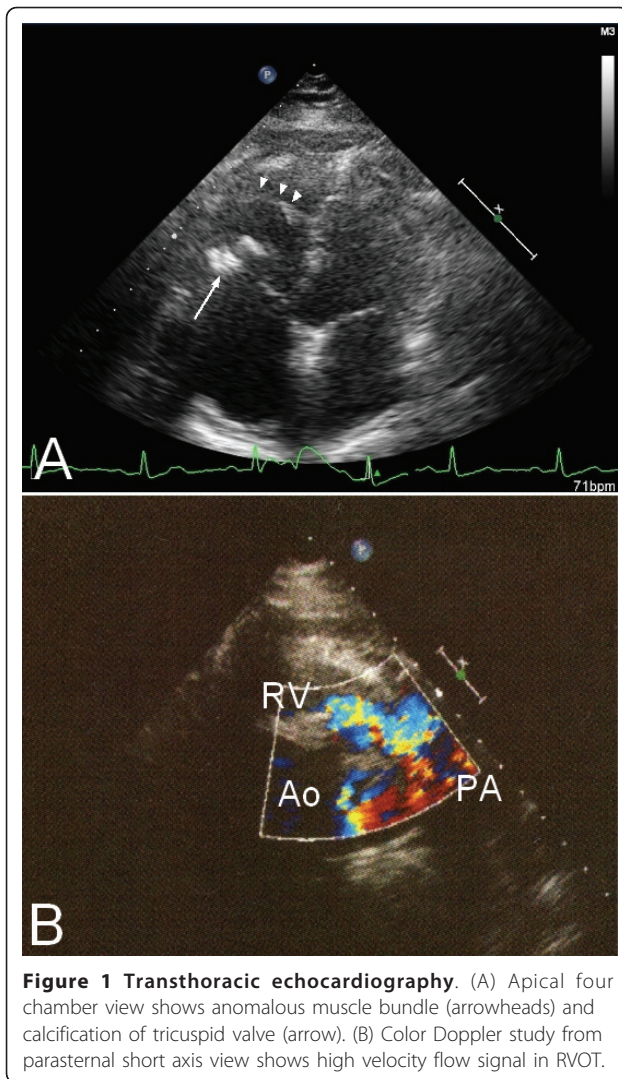 M3
P
x
A
71bpm
P
x
RV
Ao
PA
B
Figure 1 Transthoracic echocardiography. (A) Apical four
chamber view shows anomalous muscle bundle (arrowheads) and
calcification of tricuspid valve (arrow). (B) Color Doppler study from
parasternal short axis view shows high velocity flow signal in RVOT.